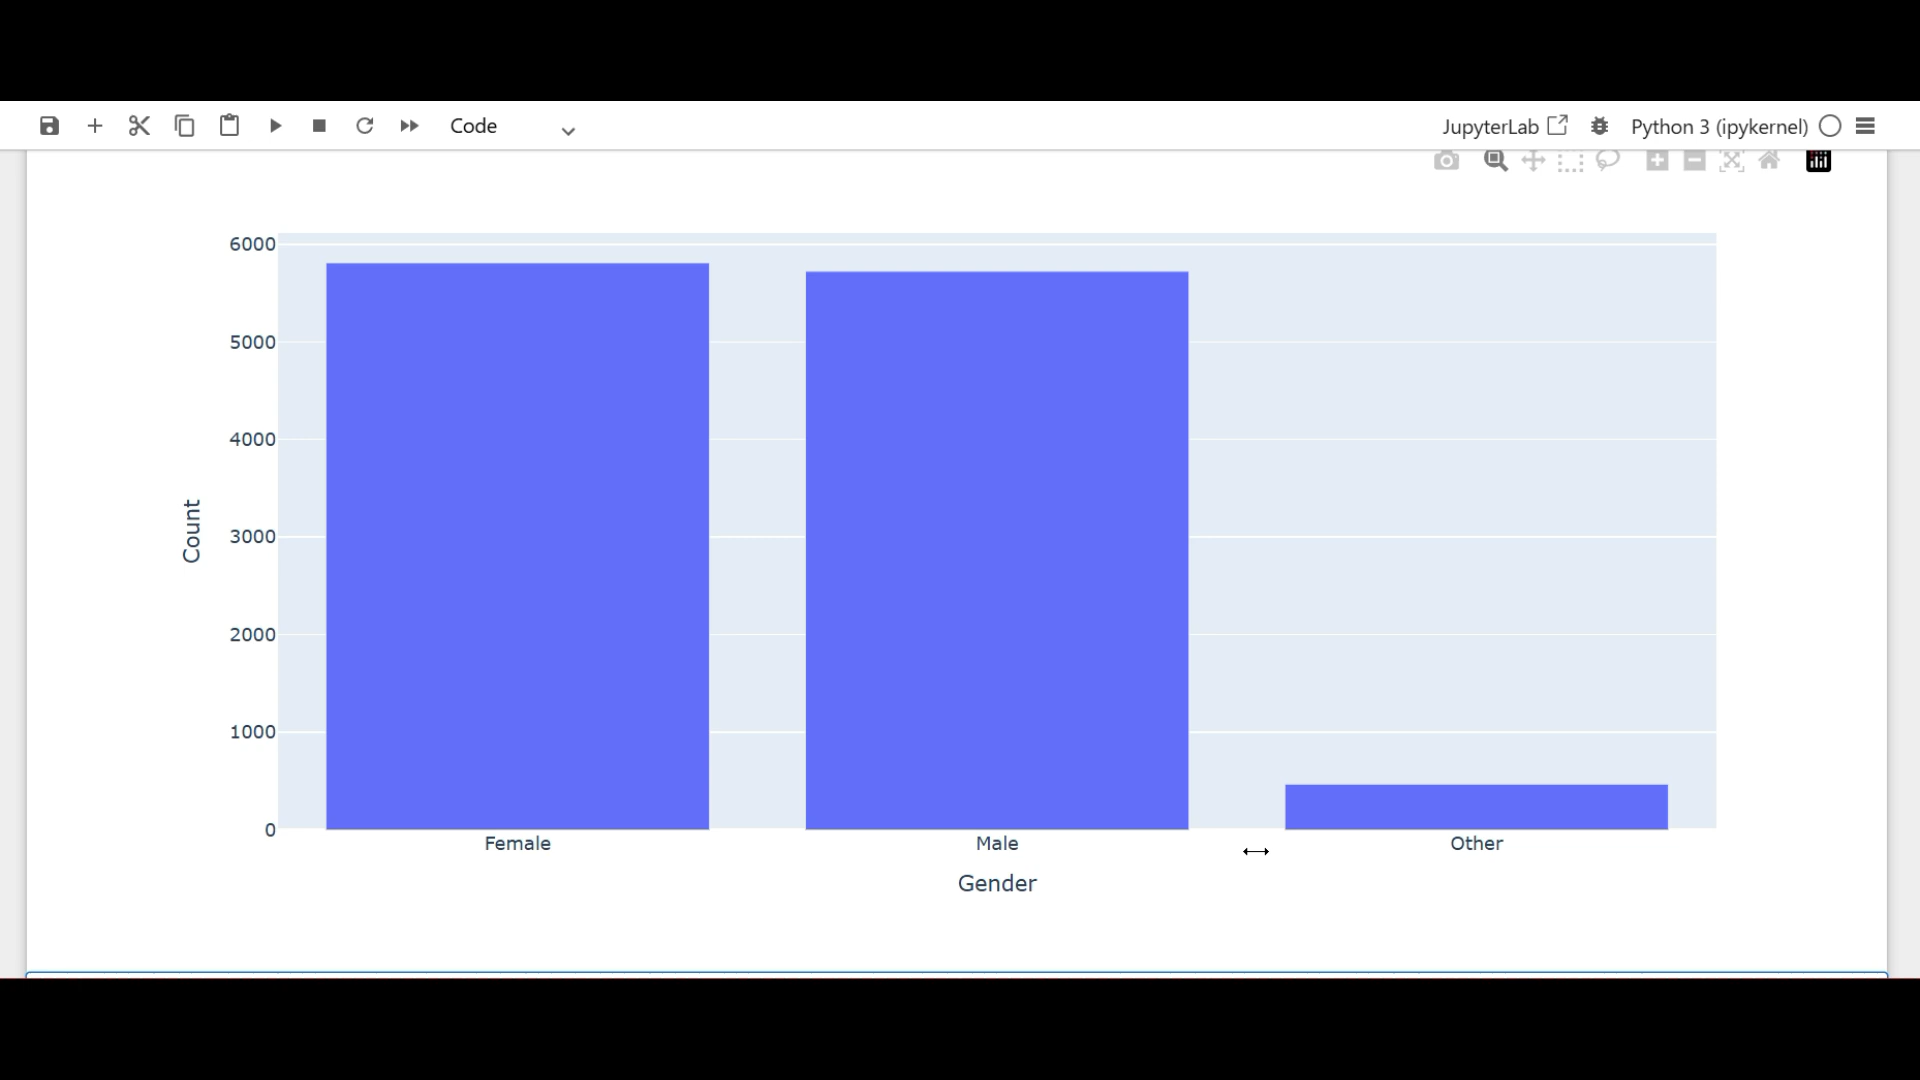 Code
JupyterLab
Python 3 (ipykernel)
6000
5000
4000
3000
2000
1000
0
Count
Female
Male
Other
Gender